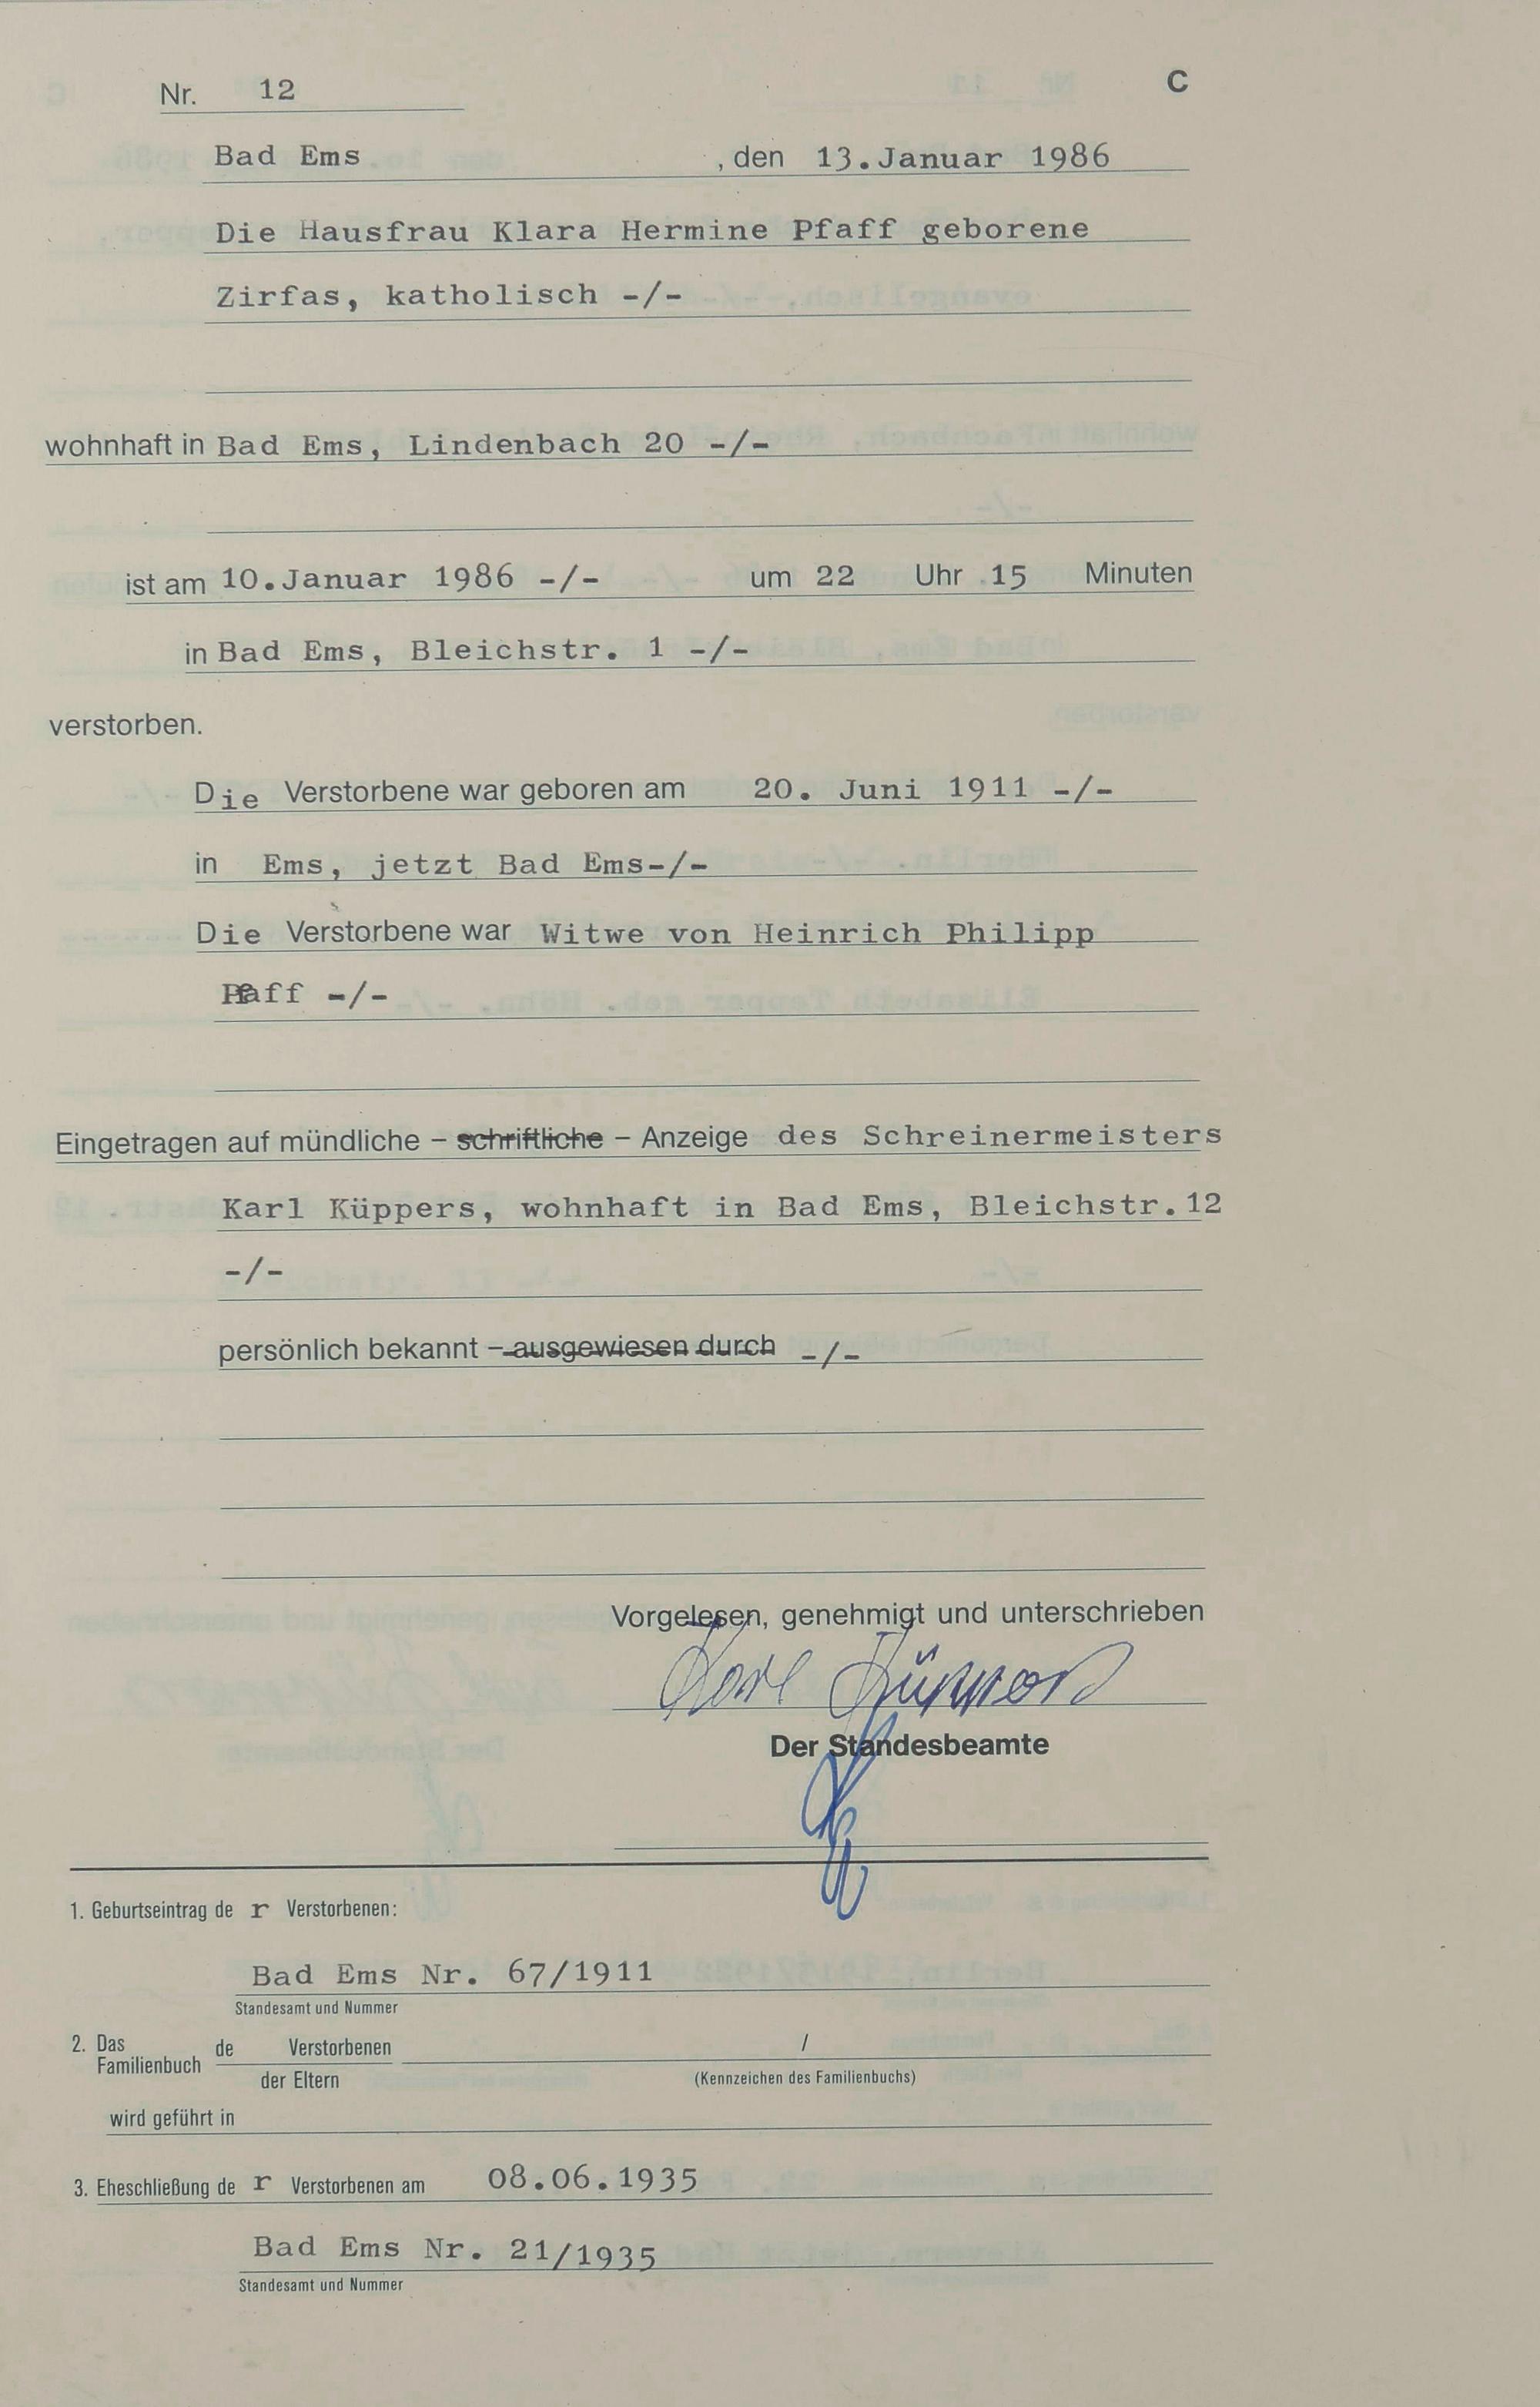 Nr. 12 C
Bad Ems , den 13.Januar 1986
Die Hausfrau Klara Hermine Pfaff geborene
Zirfas, katholisch -/-
wohnhaft in Bad Ems, Lindenbach 20 -/-
ist am 10.Januar 1986 -/- um 22 Uhr 15 Minuten
in Bad Ems, Bleichstr. 1 -/-
verstorben.
Die Verstorbene war geboren am 20. Juni 1911 -/-
in Ems, jetzt Bad Ems-/-
Die Verstorbene war Witwe von Heinrich Philipp
Pfaff -/-
Eingetragen auf mündliche – schriftliche – Anzeige des Schreinermeisters
Karl Küppers, wohnhaft in Bad Ems, Bleichstr.12
-/-
persönlich bekannt – ausgewiesen durch -/-
Vorgelesen, genehmigt und unterschrieben
Karl Küppers
Der Standesbeamte
1. Geburtseintrag de r Verstorbenen:
Bad Ems Nr. 67/1911
Standesamt und Nummer
2. Das Familienbuch de Verstorbenen /
der Eltern (Kennzeichen des Familienbuchs)
wird geführt in
3. Eheschließung de r Verstorbenen am 08.06.1935
Bad Ems Nr. 21/1935
Standesamt und Nummer